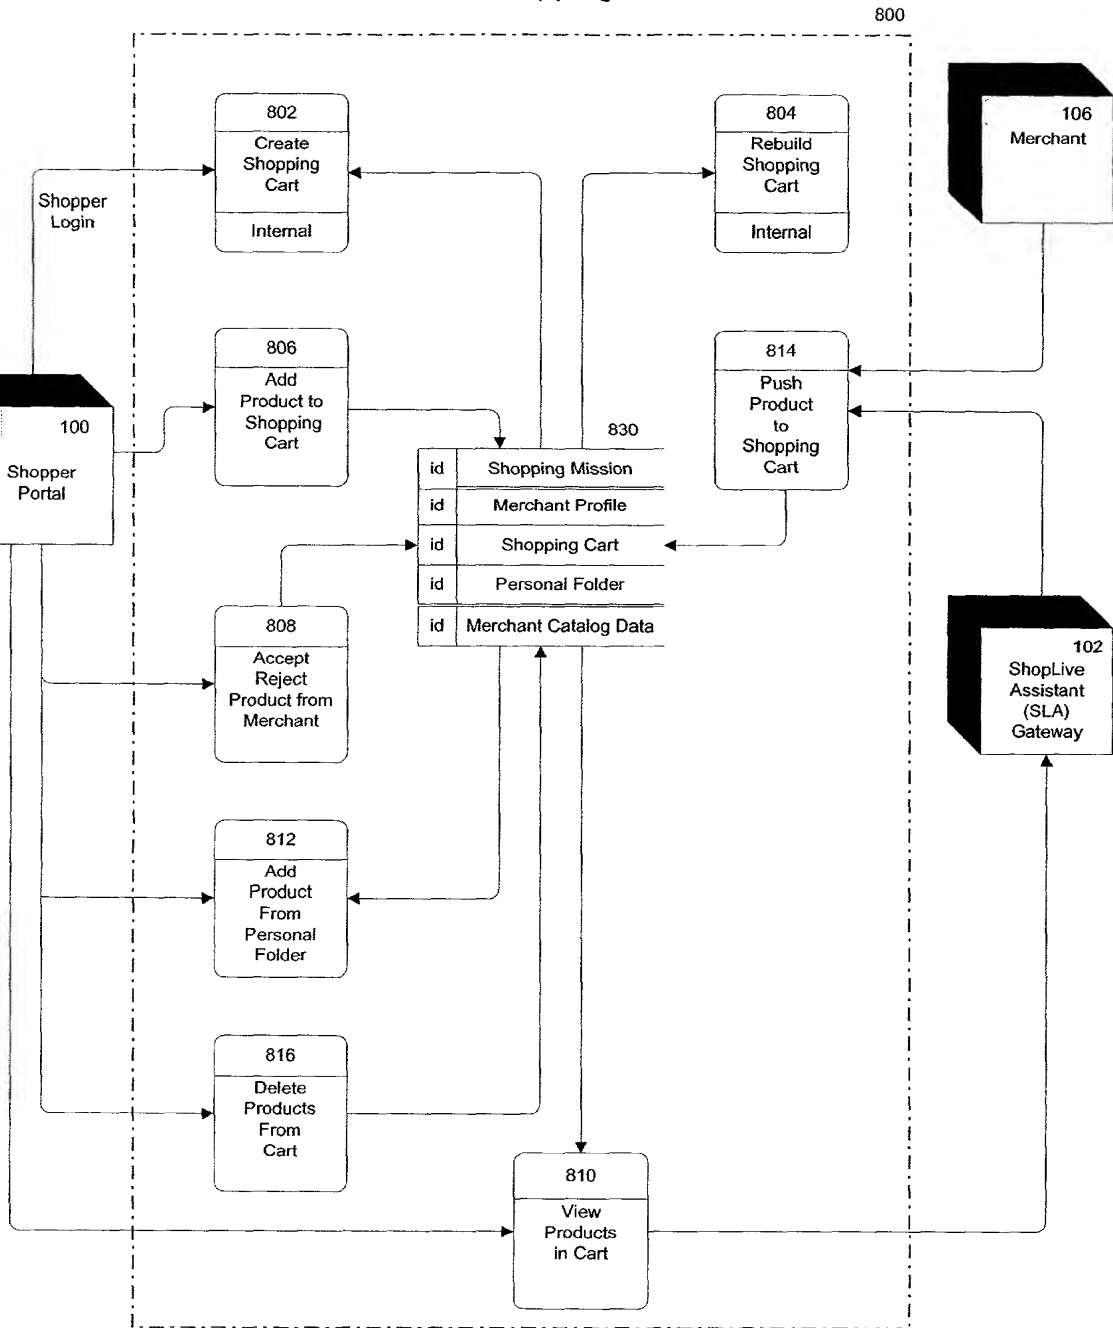 800
802
Create
Shopping
Cart
Internal
804
Rebuild
Shopping
Cart
Internal
106
Merchant
Shopper
Login
806
Add
Product to
Shopping
Cart
814
Push
Product
to
Shopping
Cart
100
Shopper
Portal
830
id Shopping Mission
id Merchant Profile
id Shopping Cart
id Personal Folder
id Merchant Catalog Data
808
Accept
Reject
Product from
Merchant
102
ShopLive
Assistant
(SLA)
Gateway
812
Add
Product
From
Personal
Folder
816
Delete
Products
From
Cart
810
View
Products
in Cart